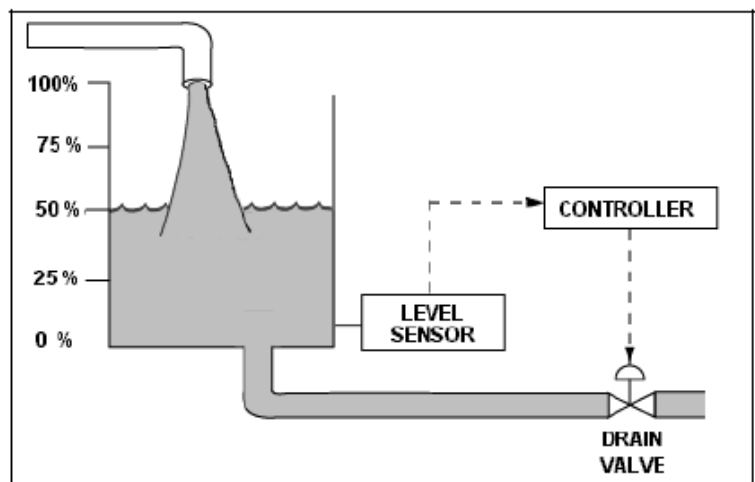 100%
75 %
50 %
25 %
0 %
LEVEL
SENSOR
CONTROLLER
DRAIN
VALVE